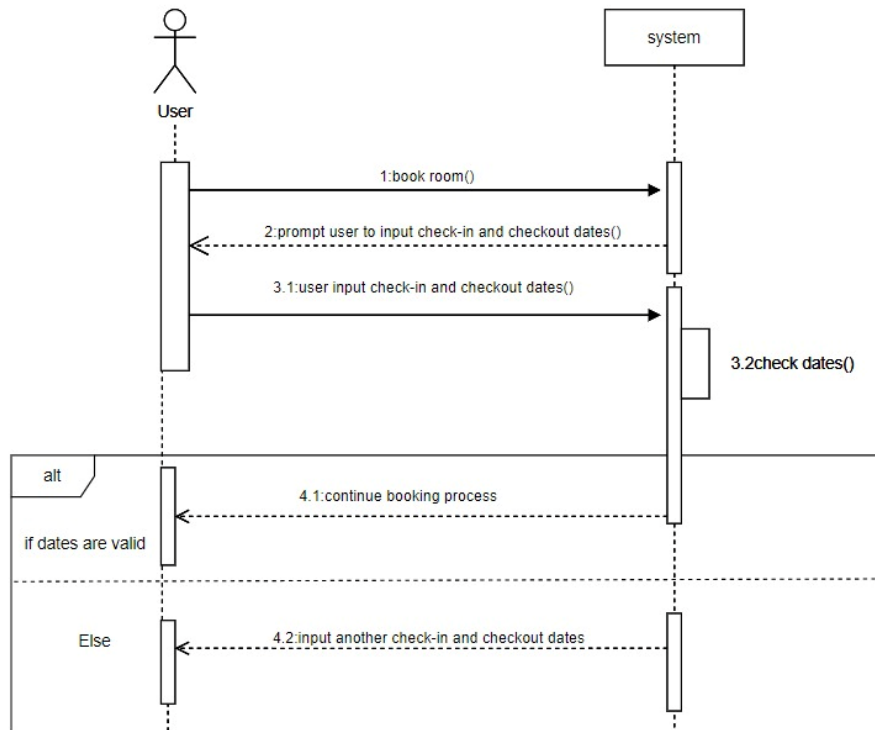 User
system
1:book room()
2:prompt user to input check-in and checkout dates()
3.1:user input check-in and checkout dates()
3.2check dates()
alt
4.1:continue booking process
if dates are valid
Else
4.2:input another check-in and checkout dates